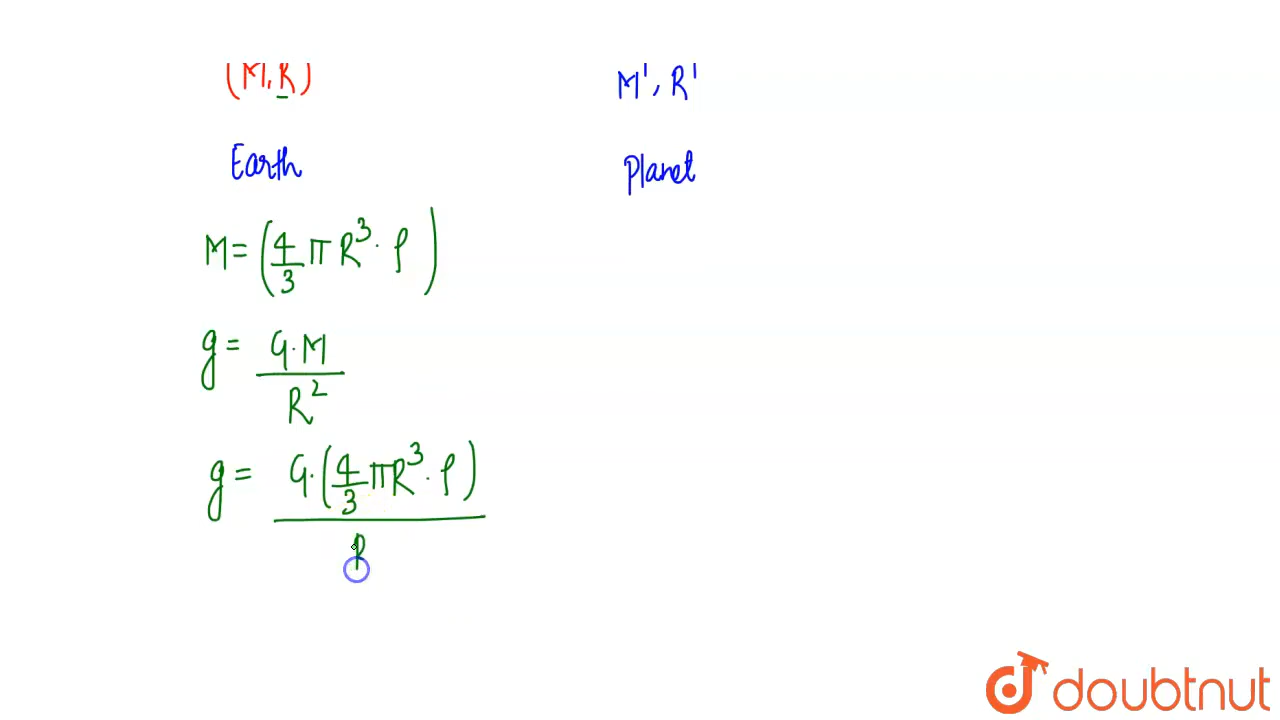 (M, R)
M', R'
Earth
Planet
M = (4/3 π R³ · ρ)
g = G·M / R²
g = G·(4/3 πR³ · ρ) / R
doubtnut